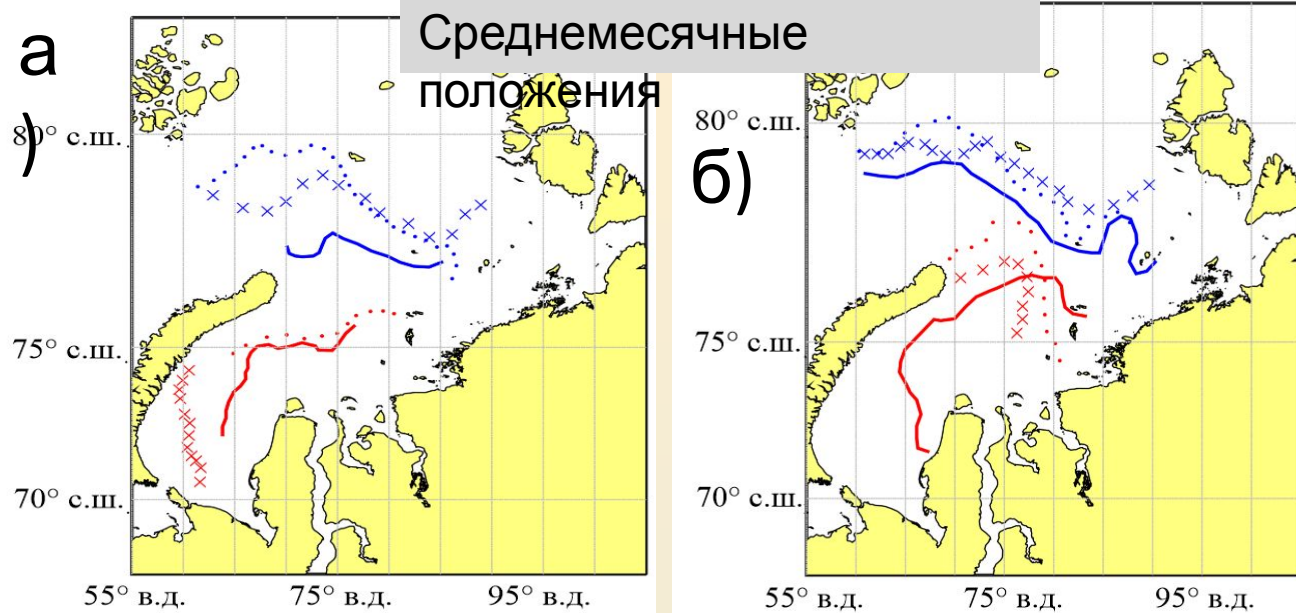 Среднемесячные
положения
а
)
80° с.ш.
75° с.ш.
70° с.ш.
55° в.д.
75° в.д.
95° в.д.
б)
80° с.ш.
75° с.ш.
70° с.ш.
55° в.д.
75° в.д.
95° в.д.